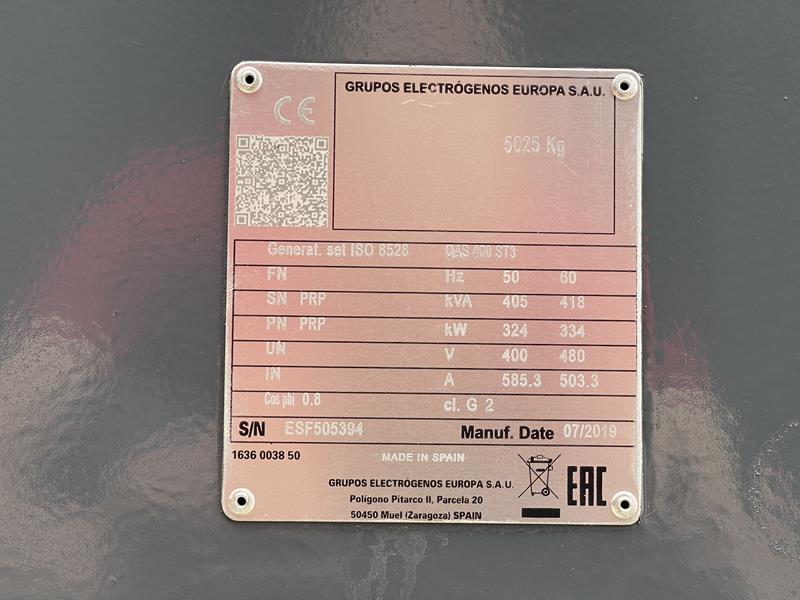 CE
GRUPOS ELECTRÓGENOS EUROPA S.A.U.
5025 Kg
Generat. set ISO 8528 QAS 400 ST3
FN Hz 50 60
SN PRP kVA 405 418
PN PRP kW 324 334
UN V 400 480
IN A 585.3 503.3
Cos phi 0.8 cl. G 2
S/N ESF505394 Manuf. Date 07/2019
1636 0038 50 MADE IN SPAIN
GRUPOS ELECTRÓGENOS EUROPA S.A.U.
Polígono Pitarco II, Parcela 20
50450 Muel (Zaragoza) SPAIN
EAC